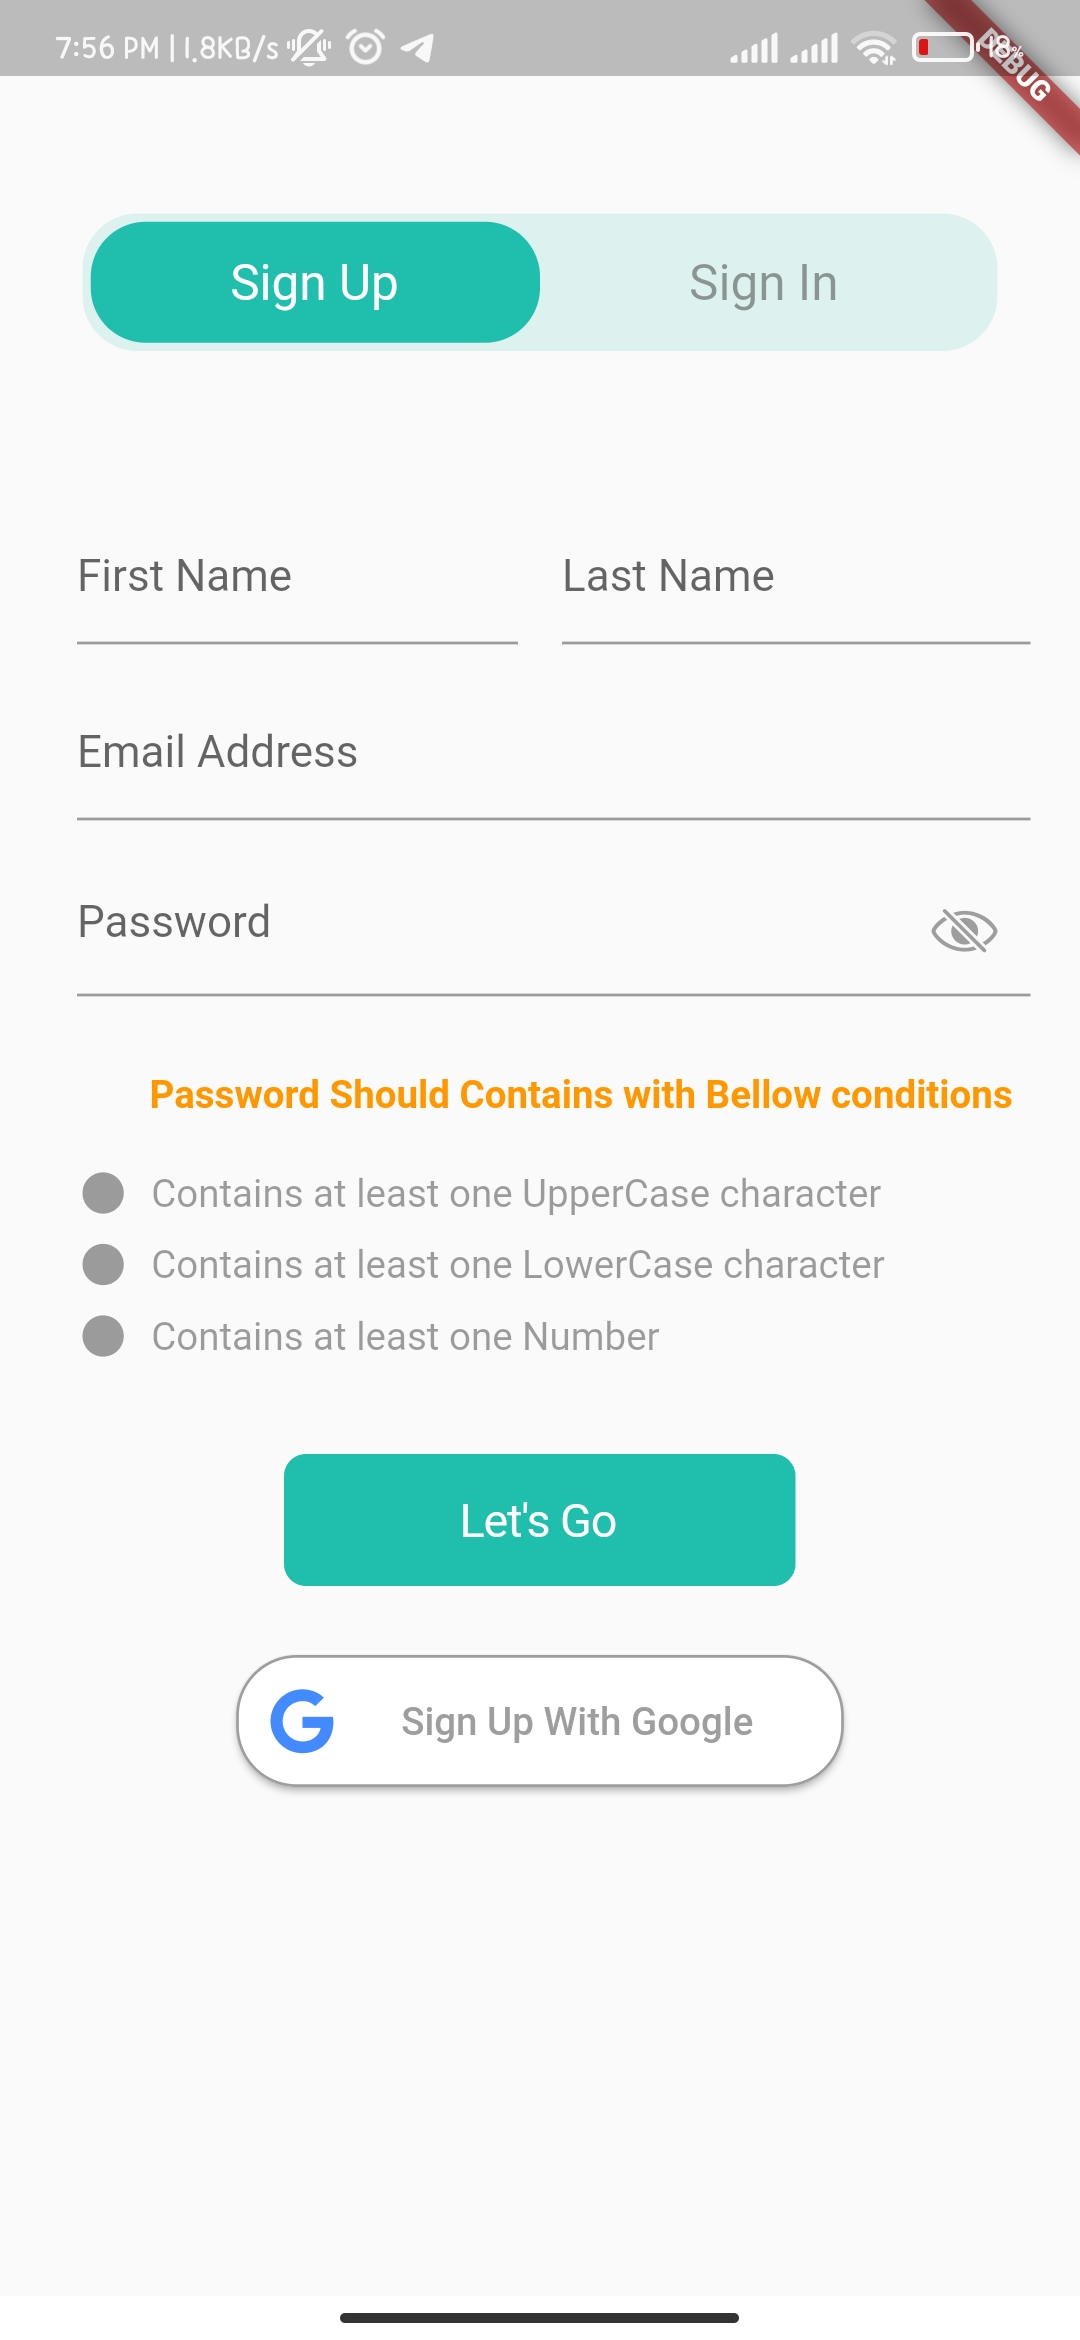 7:56 PM | 1.8KB/s
DEBUG
Sign Up Sign In
First Name Last Name
Email Address
Password
Password Should Contains with Bellow conditions
Contains at least one UpperCase character
Contains at least one LowerCase character
Contains at least one Number
Let's Go
Sign Up With Google